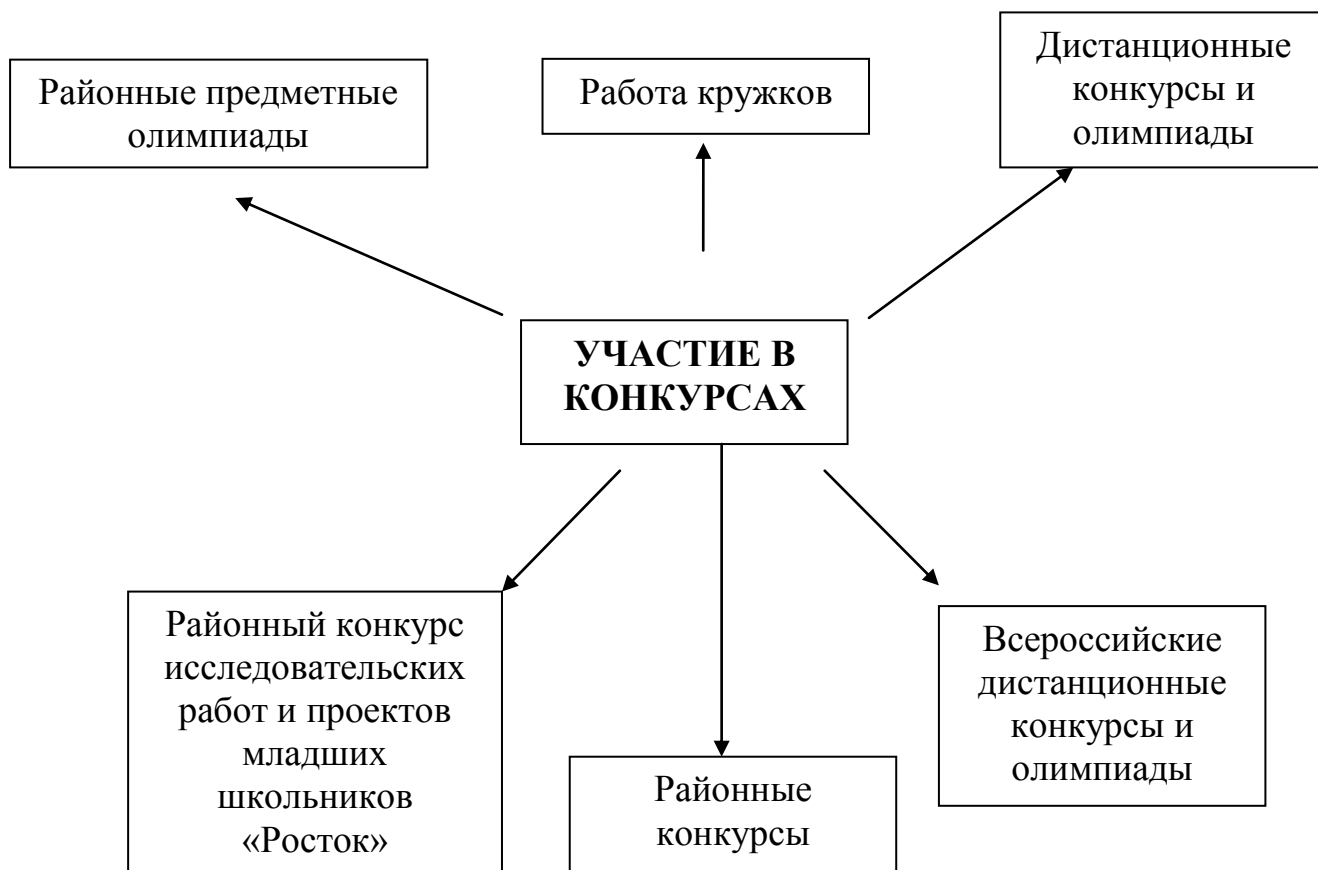 Районные предметные
олимпиады
Работа кружков
Дистанционные
конкурсы и
олимпиады
УЧАСТИЕ В
КОНКУРСАХ
Районный конкурс
исследовательских
работ и проектов
младших
школьников
«Росток»
Районные
конкурсы
Всероссийские
дистанционные
конкурсы и
олимпиады